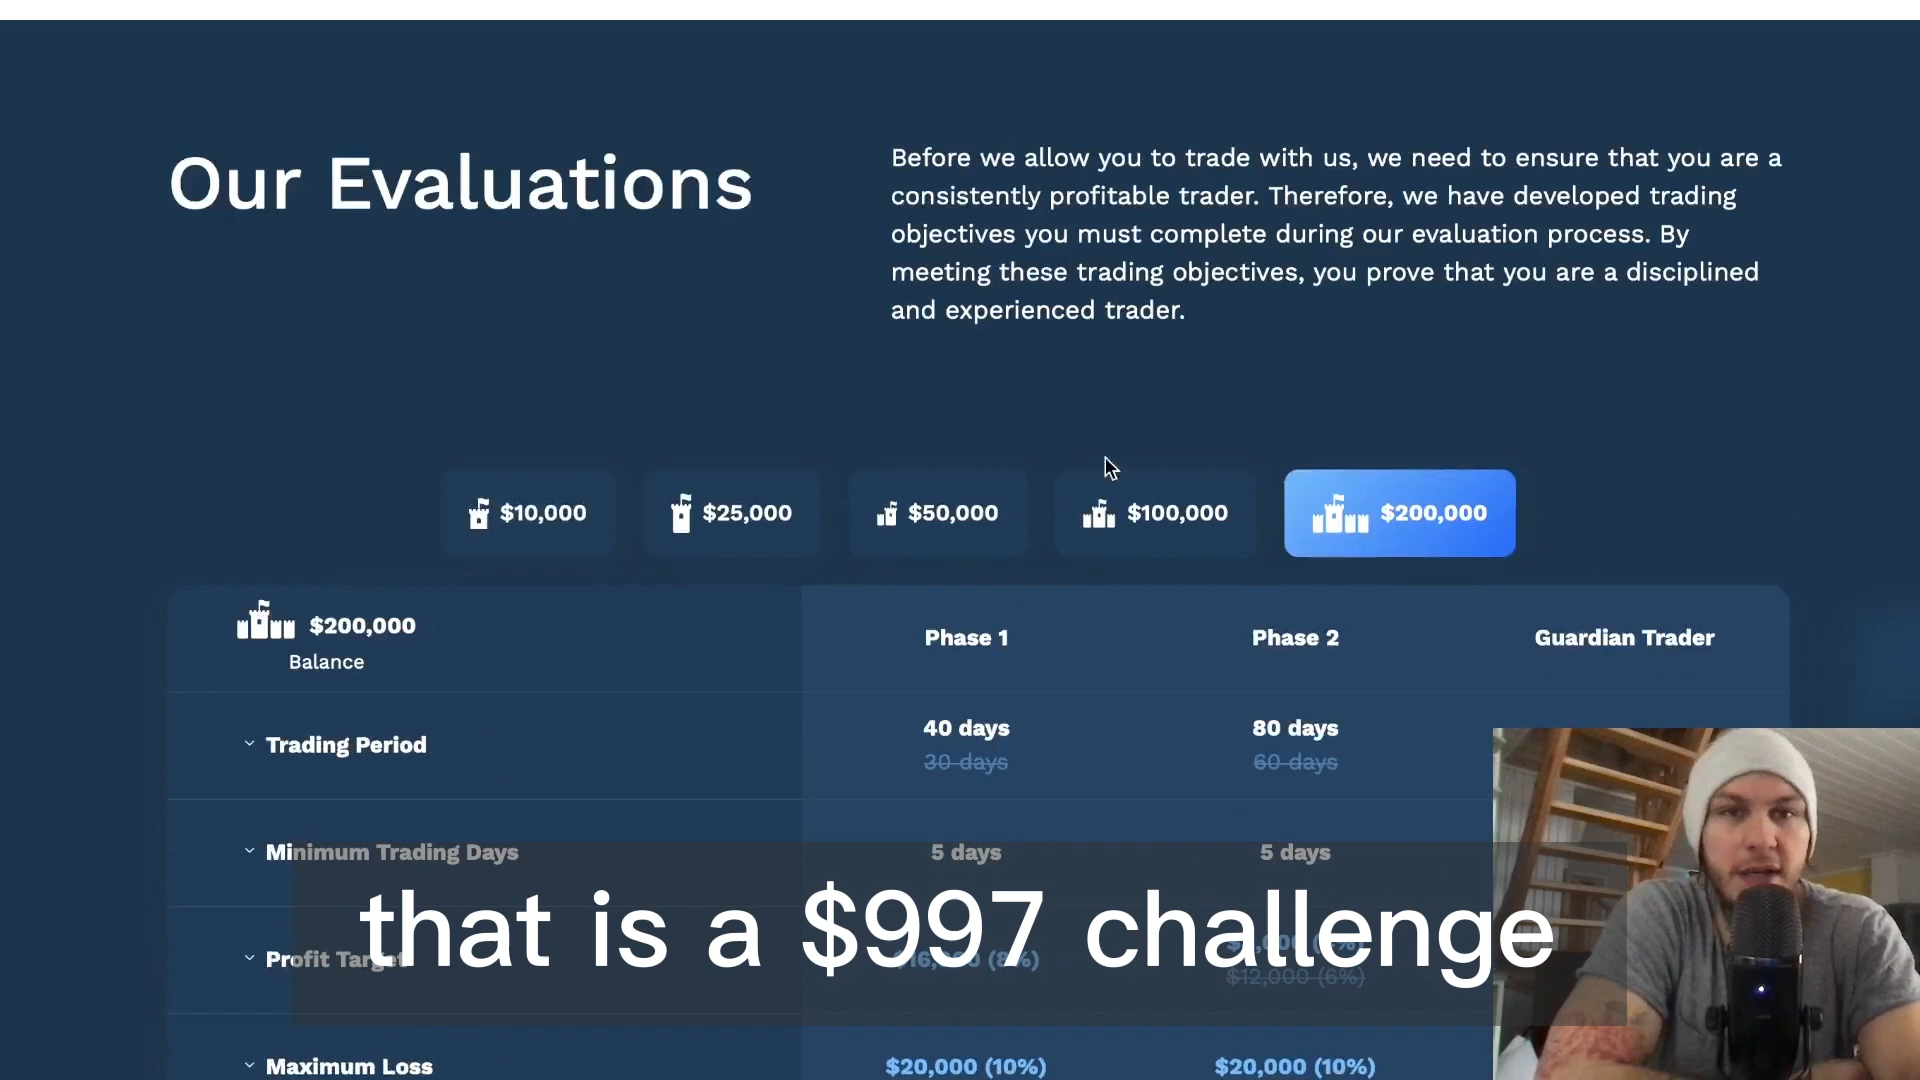 Our Evaluations
Before we allow you to trade with us, we need to ensure that you are a
consistently profitable trader. Therefore, we have developed trading
objectives you must complete during our evaluation process. By
meeting these trading objectives, you prove that you are a disciplined
and experienced trader.
$10,000
$25,000
$50,000
$100,000
$200,000
$200,000
Balance
Phase 1
Phase 2
Guardian Trader
Trading Period
40 days
30 days
80 days
60 days
Minimum Trading Days
5 days
5 days
Profit Target
$16,000 (8%)
$12,000 (6%)
that is a $997 challenge
Maximum Loss
$20,000 (10%)
$20,000 (10%)